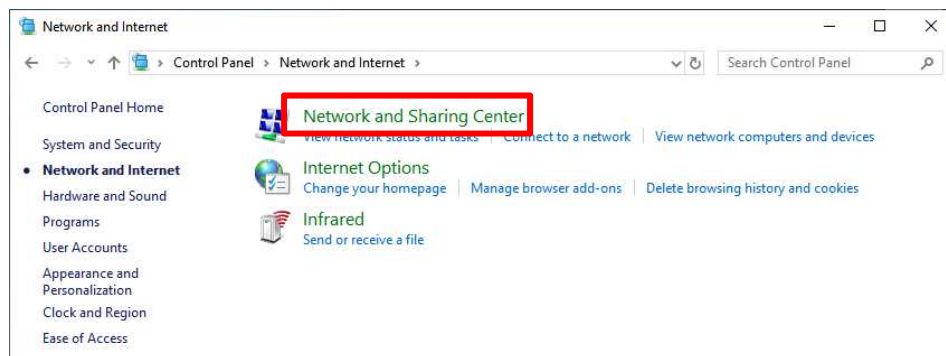 Network and Internet
Control Panel > Network and Internet >
Search Control Panel
Control Panel Home
System and Security
Network and Internet
Hardware and Sound
Programs
User Accounts
Appearance and
Personalization
Clock and Region
Ease of Access
Network and Sharing Center
View network status and tasks | Connect to a network | View network computers and devices
Internet Options
Change your homepage | Manage browser add-ons | Delete browsing history and cookies
Infrared
Send or receive a file